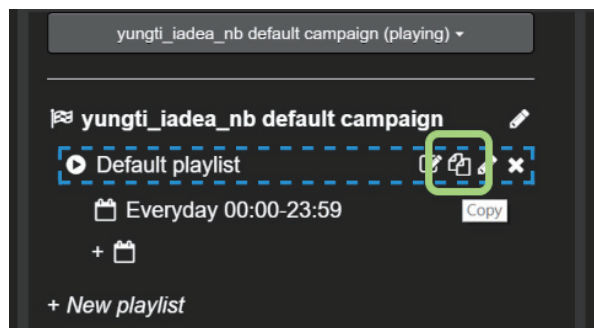 yungti_iadea_nb default campaign (playing)
yungti_iadea_nb default campaign
Default playlist
Everyday 00:00-23:59
Copy
+
+ New playlist